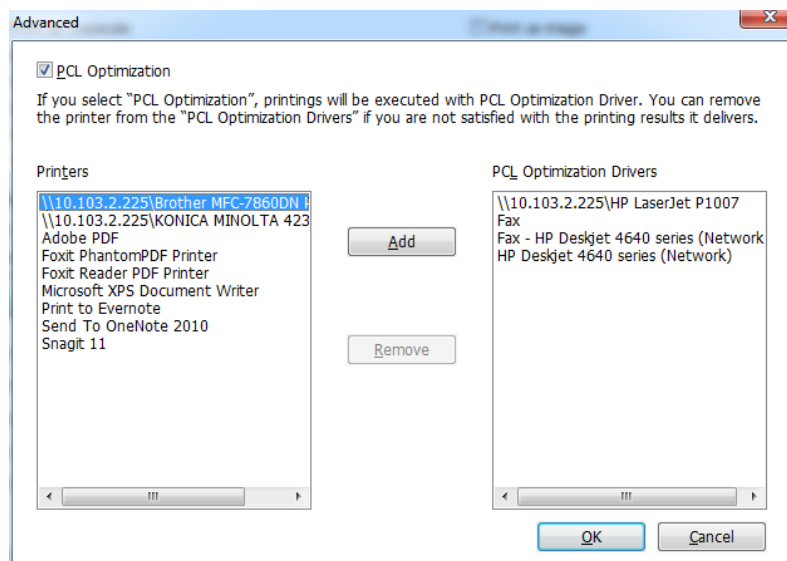 Advanced
Print as image
PCL Optimization
If you select “PCL Optimization”, printings will be executed with PCL Optimization Driver. You can remove
the printer from the “PCL Optimization Drivers” if you are not satisfied with the printing results it delivers.
Printers
\\10.103.2.225\Brother MFC-7860DN
\\10.103.2.225\KONICA MINOLTA 423
Adobe PDF
Foxit PhantomPDF Printer
Foxit Reader PDF Printer
Microsoft XPS Document Writer
Print to Evernote
Send To OneNote 2010
Snagit 11
Add
Remove
PCL Optimization Drivers
\\10.103.2.225\HP LaserJet P1007
Fax
Fax - HP Deskjet 4640 series (Network
HP Deskjet 4640 series (Network)
OK
Cancel